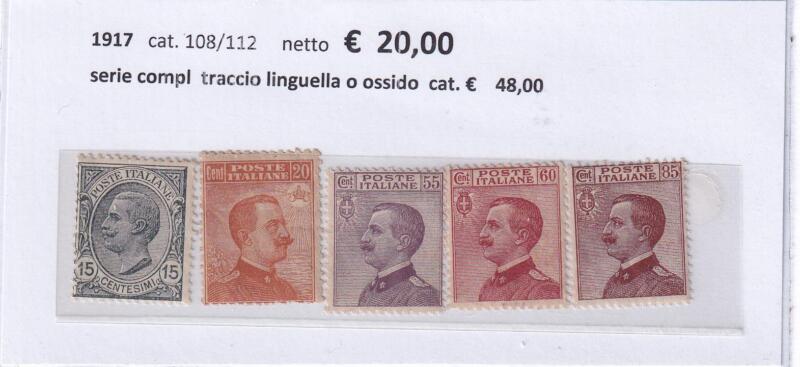 1917 cat. 108/112 netto € 20,00
serie compl traccio linguella o ossido cat. € 48,00
POSTE ITALIANE
15 15
CENTESIMI
Cent POSTE 20
ITALIANE
Cent. POSTE 55
ITALIANE
Cent. POSTE 60
ITALIANE
Cent. POSTE 85
ITALIANE